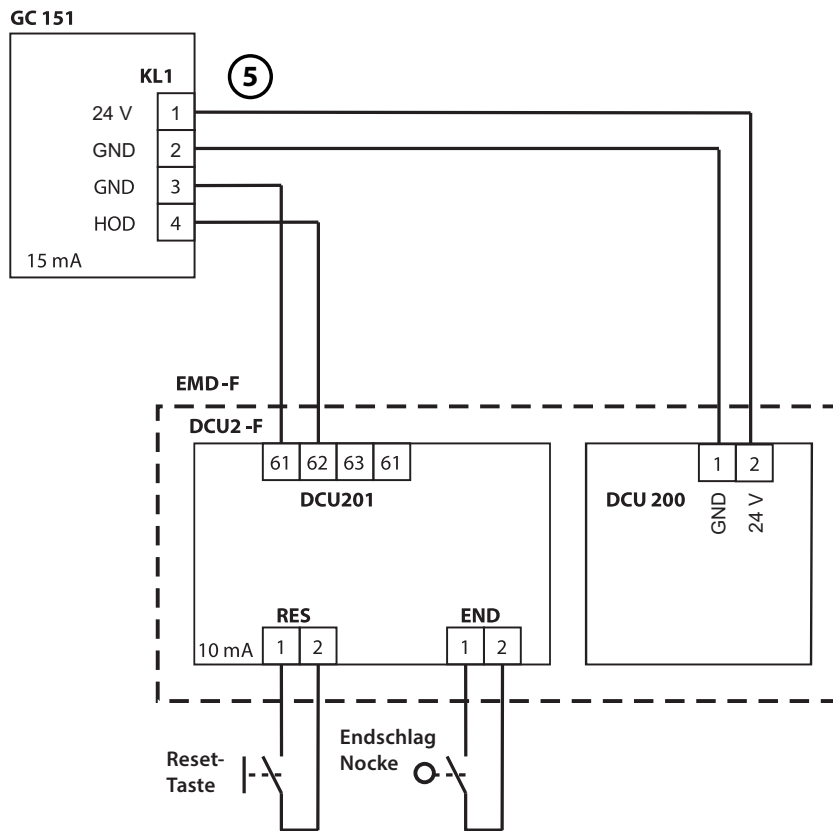 GC 151
KL1
5
24 V 1
GND 2
GND 3
HOD 4
15 mA
EMD-F
DCU2 -F
61 62 63 61
DCU201
1 2
DCU 200
GND
24 V
RES
END
10 mA
1 2
1 2
Reset-
Taste
Endschlag
Nocke